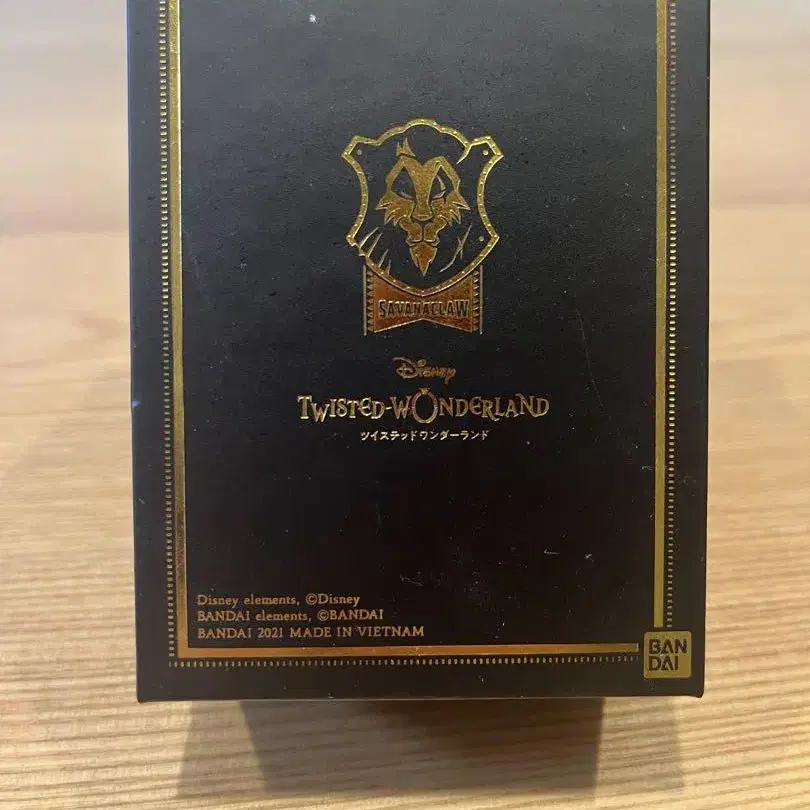 SAVANACLAW
Disney
TWISTED-WONDERLAND
ツイステッドワンダーランド
Disney elements, ©Disney
BANDAI elements, ©BANDAI
BANDAI 2021 MADE IN VIETNAM
BAN
DAI